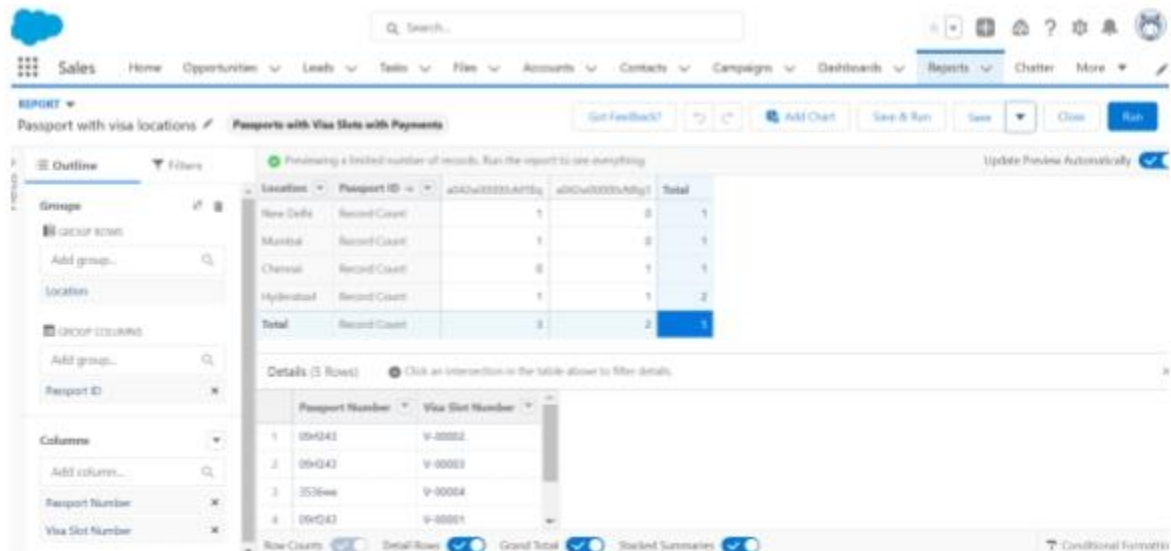 Search...
Sales Home Opportunities Leads Tasks Files Accounts Contacts Campaigns Dashboards Reports Chatter More
REPORT
Passport with visa locations Passports with Visa Slots with Payments
Got Feedback? Add Chart Save & Run Save Close Run
Outline Filters
Previewing a limited number of records. Run the report to see everything.
Update Preview Automatically
Groups
GROUP ROWS
Add group...
Location
GROUP COLUMNS
Add group...
Passport ID
Columns
Add column...
Passport Number
Visa Slot Number
Location Passport ID Total
New Delhi Record Count 1 0 1
Mumbai Record Count 1 0 1
Chennai Record Count 0 1 1
Hyderabad Record Count 1 1 2
Total Record Count 3 2 5
Details (5 Rows) Click an intersection in the table above to filter details.
Passport Number Visa Slot Number
1 V-00002
2 V-00003
3 V-00004
4 V-00001
Row Counts Detail Rows Grand Total Stacked Summaries
Conditional Formatting